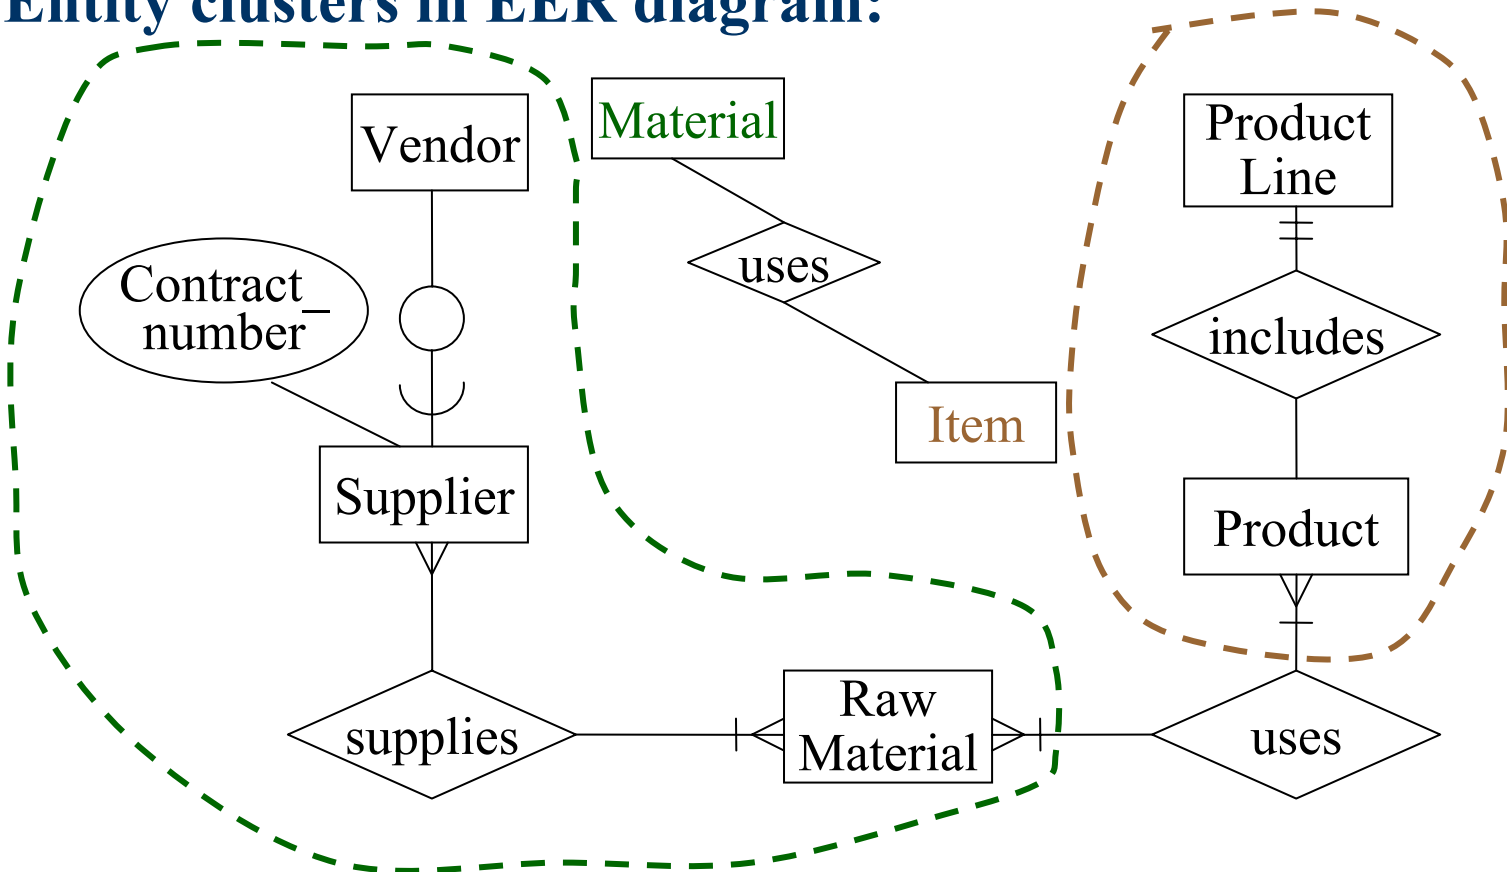 Entity clusters in EER diagram:
Vendor
Material
Product
Line
Contract_
number
uses
includes
Item
Supplier
Product
supplies
Raw
Material
uses